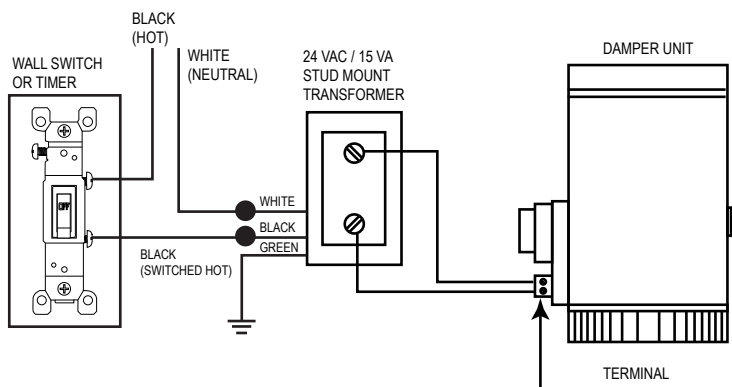 BLACK
(HOT)
WHITE
(NEUTRAL)
WALL SWITCH
OR TIMER
24 VAC / 15 VA
STUD MOUNT
TRANSFORMER
DAMPER UNIT
OFF
WHITE
BLACK
GREEN
BLACK
(SWITCHED HOT)
TERMINAL